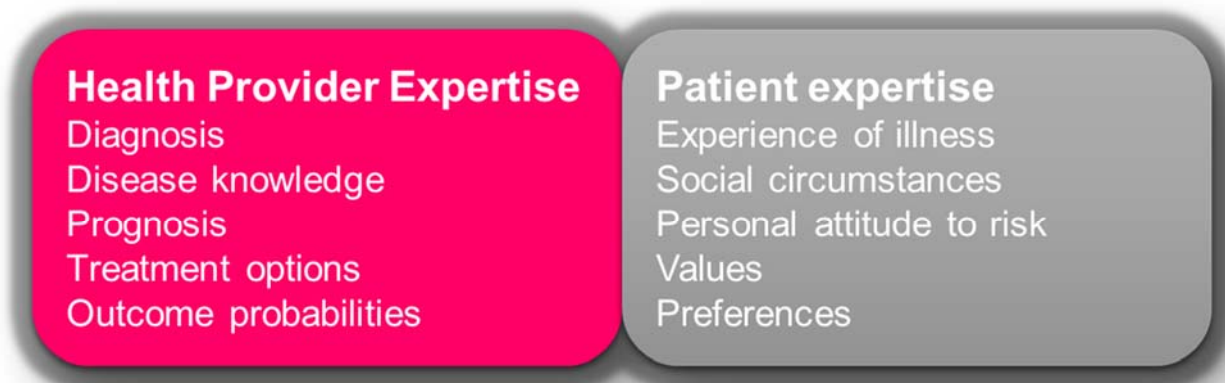 Health Provider Expertise
Diagnosis
Disease knowledge
Prognosis
Treatment options
Outcome probabilities
Patient expertise
Experience of illness
Social circumstances
Personal attitude to risk
Values
Preferences